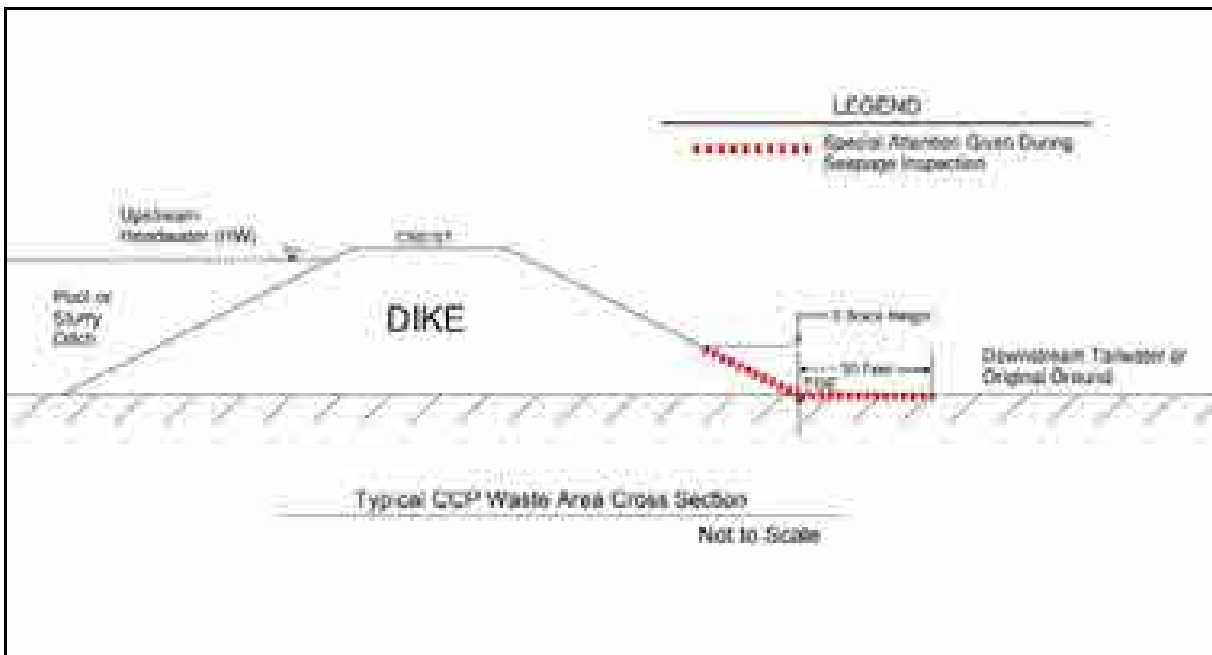 LEGEND
Special Attention Given During
Seepage Inspection
Upstream
Headwater (HW)
CREST
Pool or
Slurry
Ditch
DIKE
Height
50 Feet
TOE
Downstream Tailwater or
Original Ground
Typical CCP Waste Area Cross Section
Not to Scale